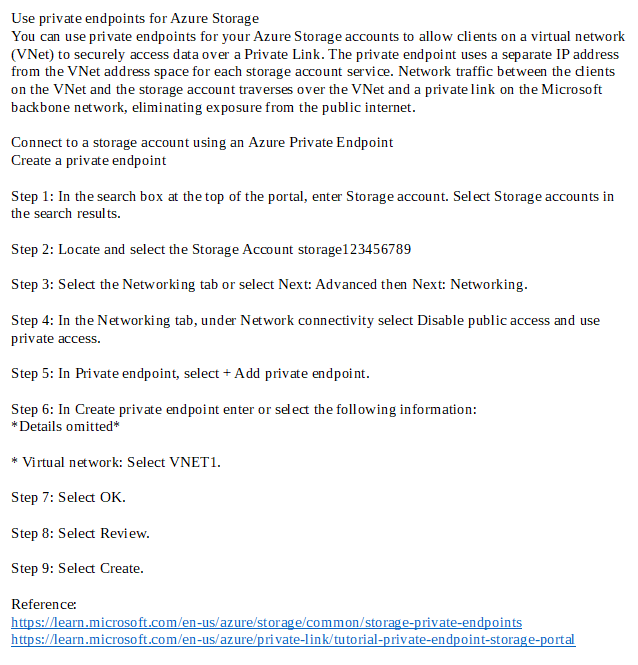 Use private endpoints for Azure Storage
You can use private endpoints for your Azure Storage accounts to allow clients on a virtual network
(VNet) to securely access data over a Private Link. The private endpoint uses a separate IP address
from the VNet address space for each storage account service. Network traffic between the clients
on the VNet and the storage account traverses over the VNet and a private link on the Microsoft
backbone network, eliminating exposure from the public internet.
Connect to a storage account using an Azure Private Endpoint
Create a private endpoint
Step 1: In the search box at the top of the portal, enter Storage account. Select Storage accounts in
the search results.
Step 2: Locate and select the Storage Account storage123456789
Step 3: Select the Networking tab or select Next: Advanced then Next: Networking.
Step 4: In the Networking tab, under Network connectivity select Disable public access and use
private access.
Step 5: In Private endpoint, select + Add private endpoint.
Step 6: In Create private endpoint enter or select the following information:
*Details omitted*
* Virtual network: Select VNET1.
Step 7: Select OK.
Step 8: Select Review.
Step 9: Select Create.
Reference:
https://learn.microsoft.com/en-us/azure/storage/common/storage-private-endpoints
https://learn.microsoft.com/en-us/azure/private-link/tutorial-private-endpoint-storage-portal